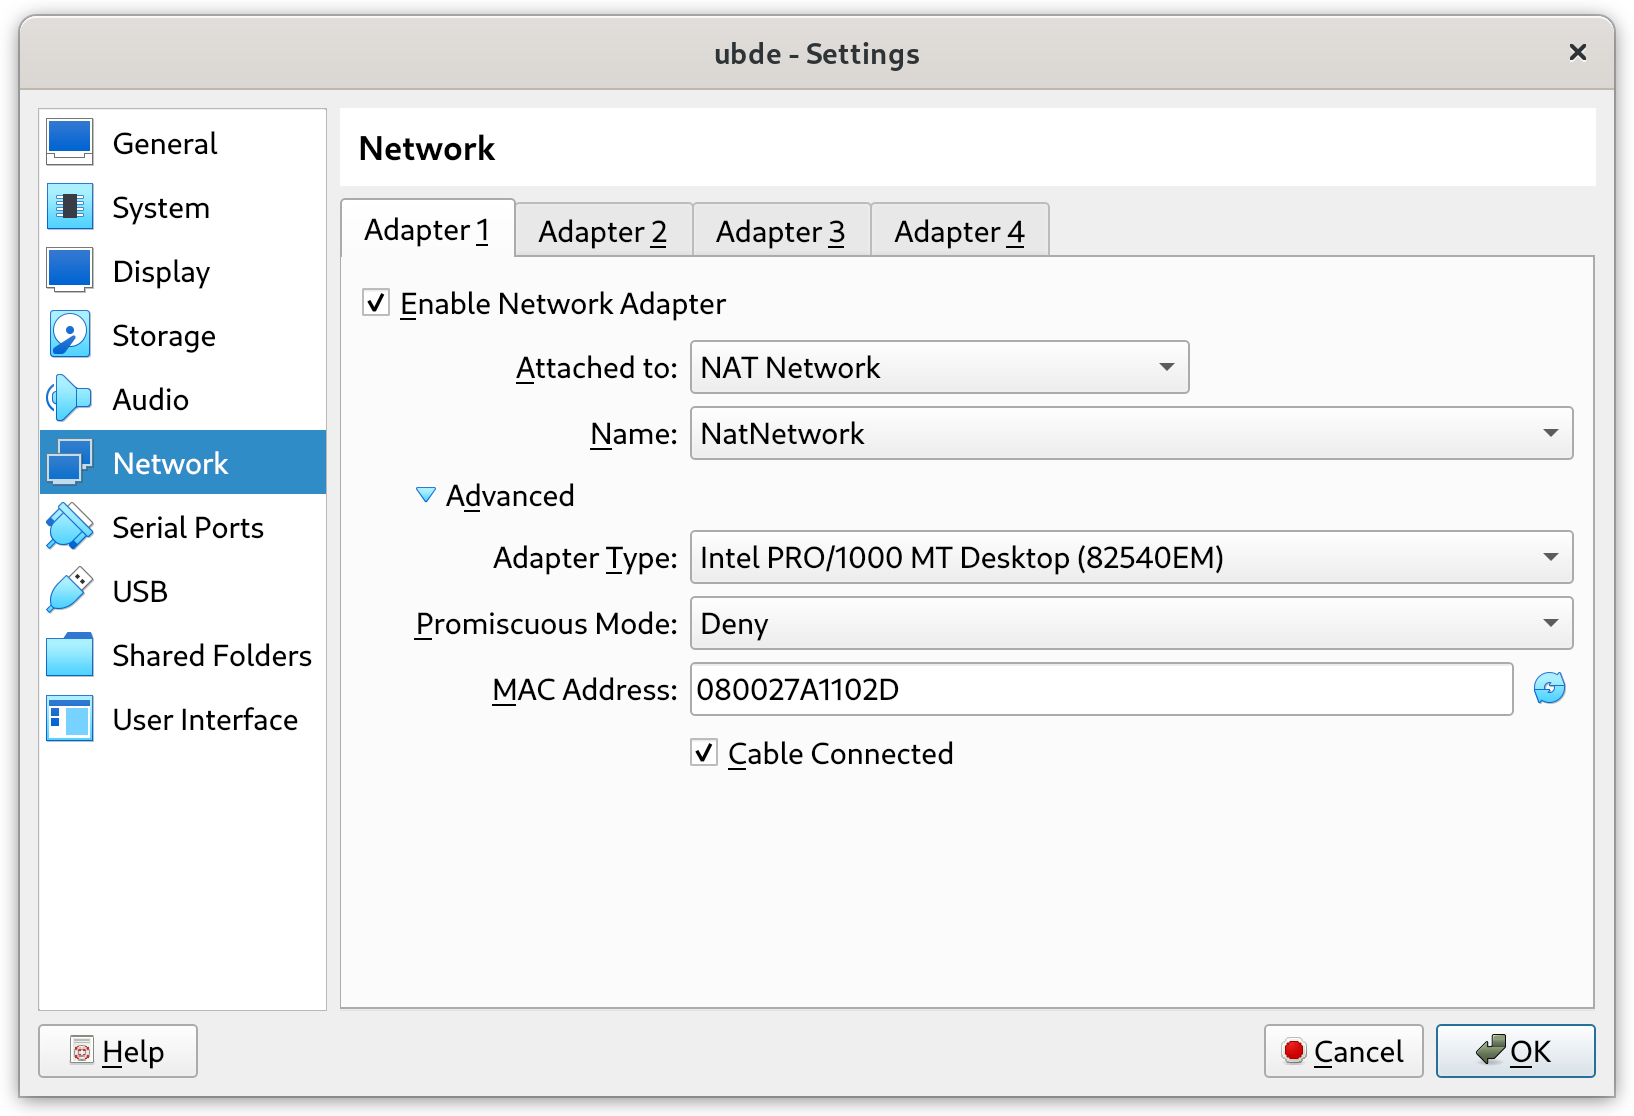 ubde - Settings
General
System
Display
Storage
Audio
Network
Serial Ports
USB
Shared Folders
User Interface
Network
Adapter 1 Adapter 2 Adapter 3 Adapter 4
Enable Network Adapter
Attached to: NAT Network
Name: NatNetwork
Advanced
Adapter Type: Intel PRO/1000 MT Desktop (82540EM)
Promiscuous Mode: Deny
MAC Address: 080027A1102D
Cable Connected
Help
Cancel
OK